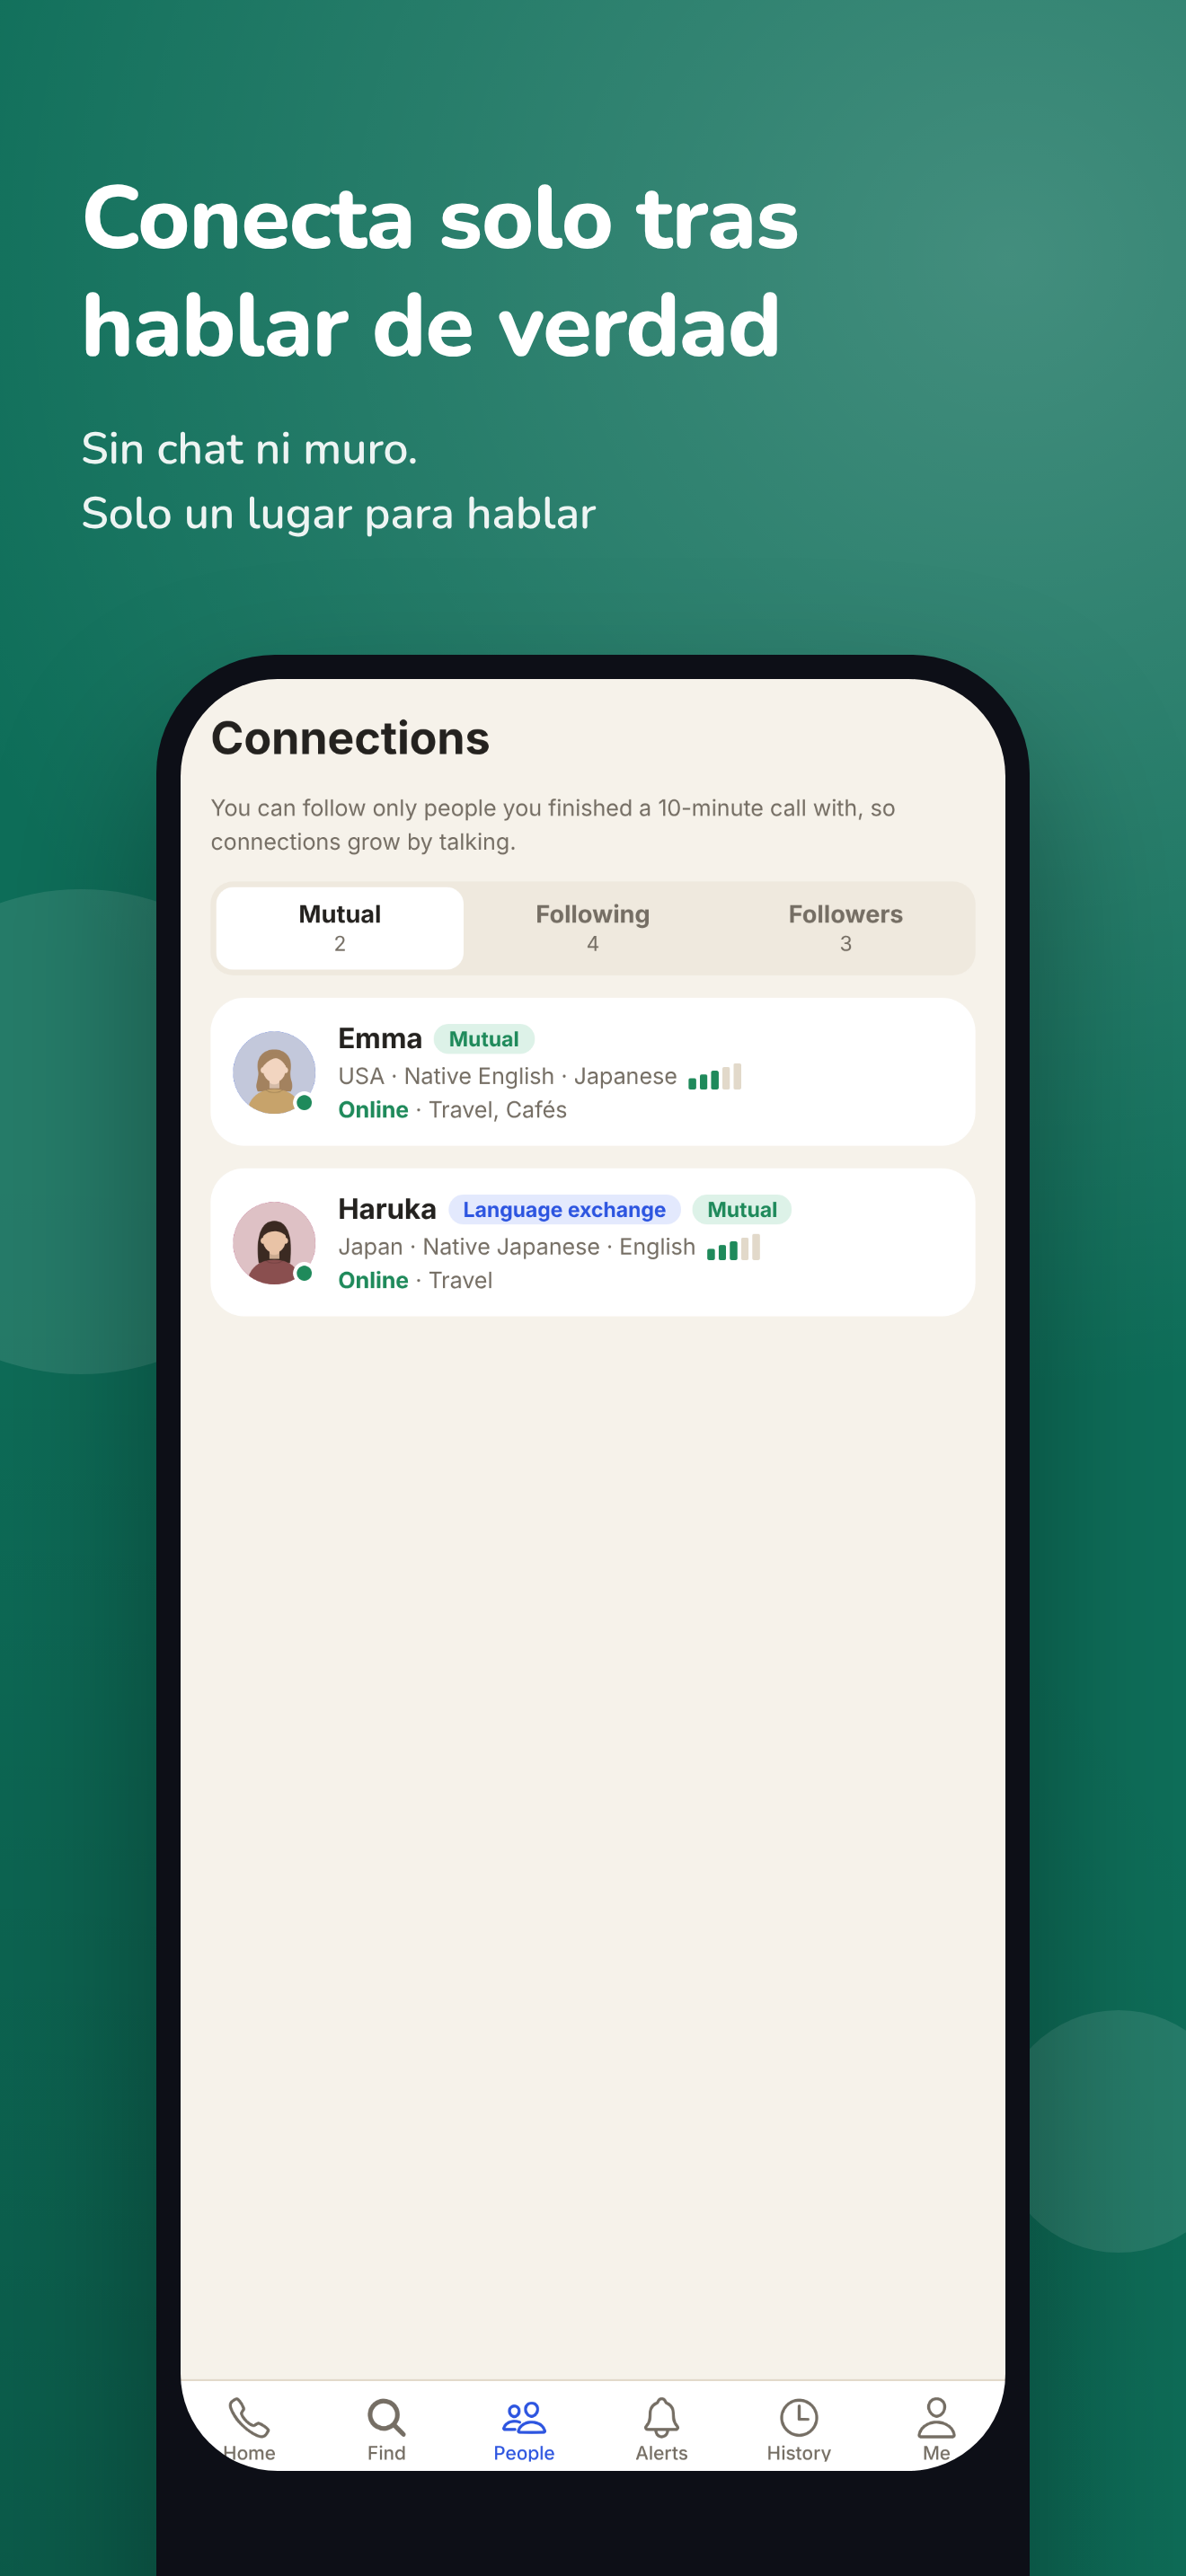 Conecta solo tras
hablar de verdad
Sin chat ni muro.
Solo un lugar para hablar
Connections
You can follow only people you finished a 10-minute call with, so
connections grow by talking.
Mutual Following Followers
2 4 3
Emma Mutual
USA · Native English · Japanese
Online · Travel, Cafés
Haruka Language exchange Mutual
Japan · Native Japanese · English
Online · Travel
Home Find People Alerts History Me